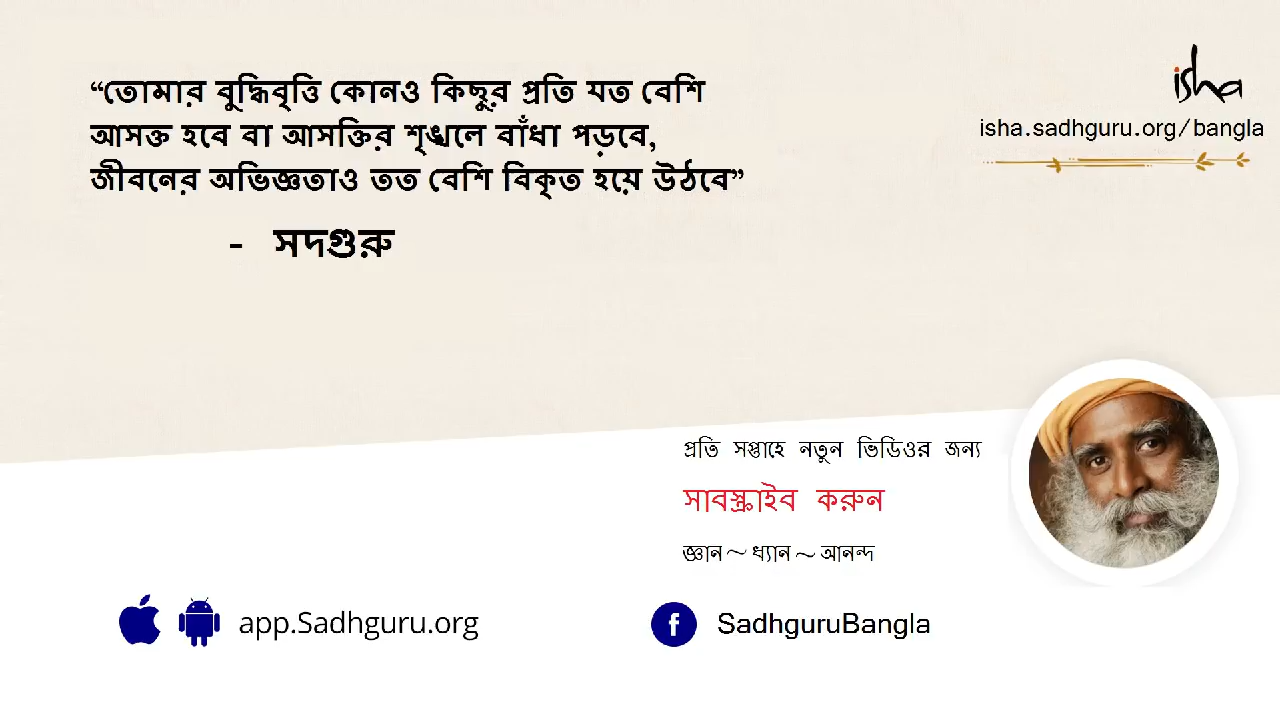 “তোমার বুদ্ধিবৃত্তি কোনও কিছুর প্রতি যত বেশি
আসক্ত হবে বা আসক্তির শৃঙ্খলে বাঁধা পড়বে,
জীবনের অভিজ্ঞতাও তত বেশি বিকৃত হয়ে উঠবে”
- সদগুরু
isha
isha.sadhguru.org/bangla
প্রতি সপ্তাহে নতুন ভিডিওর জন্য
সাবস্ক্রাইব করুন
জ্ঞান ~ ধ্যান ~ আনন্দ
app.Sadhguru.org
f SadhguruBangla